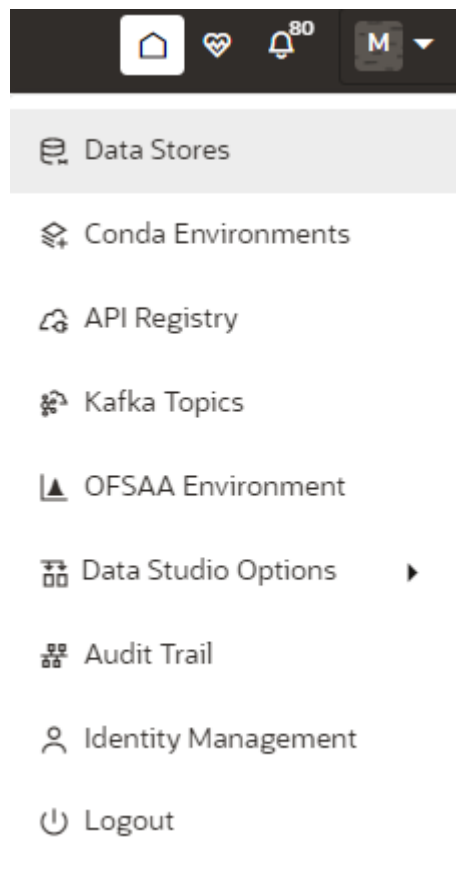 80
M
Data Stores
Conda Environments
API Registry
Kafka Topics
OFSAA Environment
Data Studio Options
Audit Trail
Identity Management
Logout